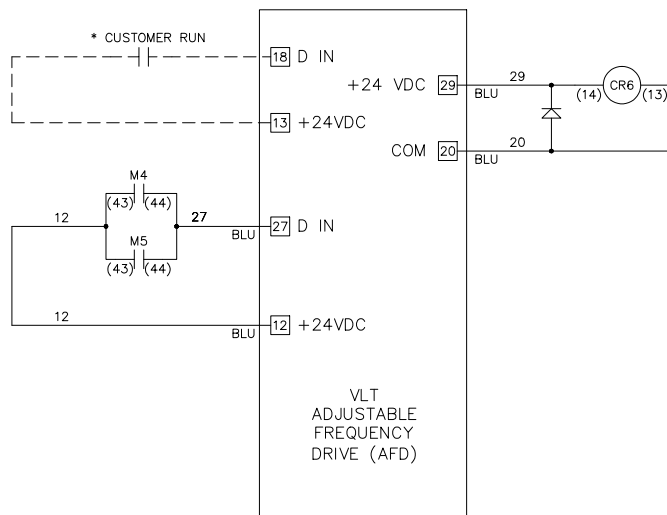 * CUSTOMER RUN
18 D IN
+24 VDC 29
29
BLU
(14) CR6 (13)
13 +24VDC
COM 20
20
BLU
M4
(43) (44)
12
27
BLU
27 D IN
M5
(43) (44)
12
BLU
12 +24VDC
VLT
ADJUSTABLE
FREQUENCY
DRIVE (AFD)